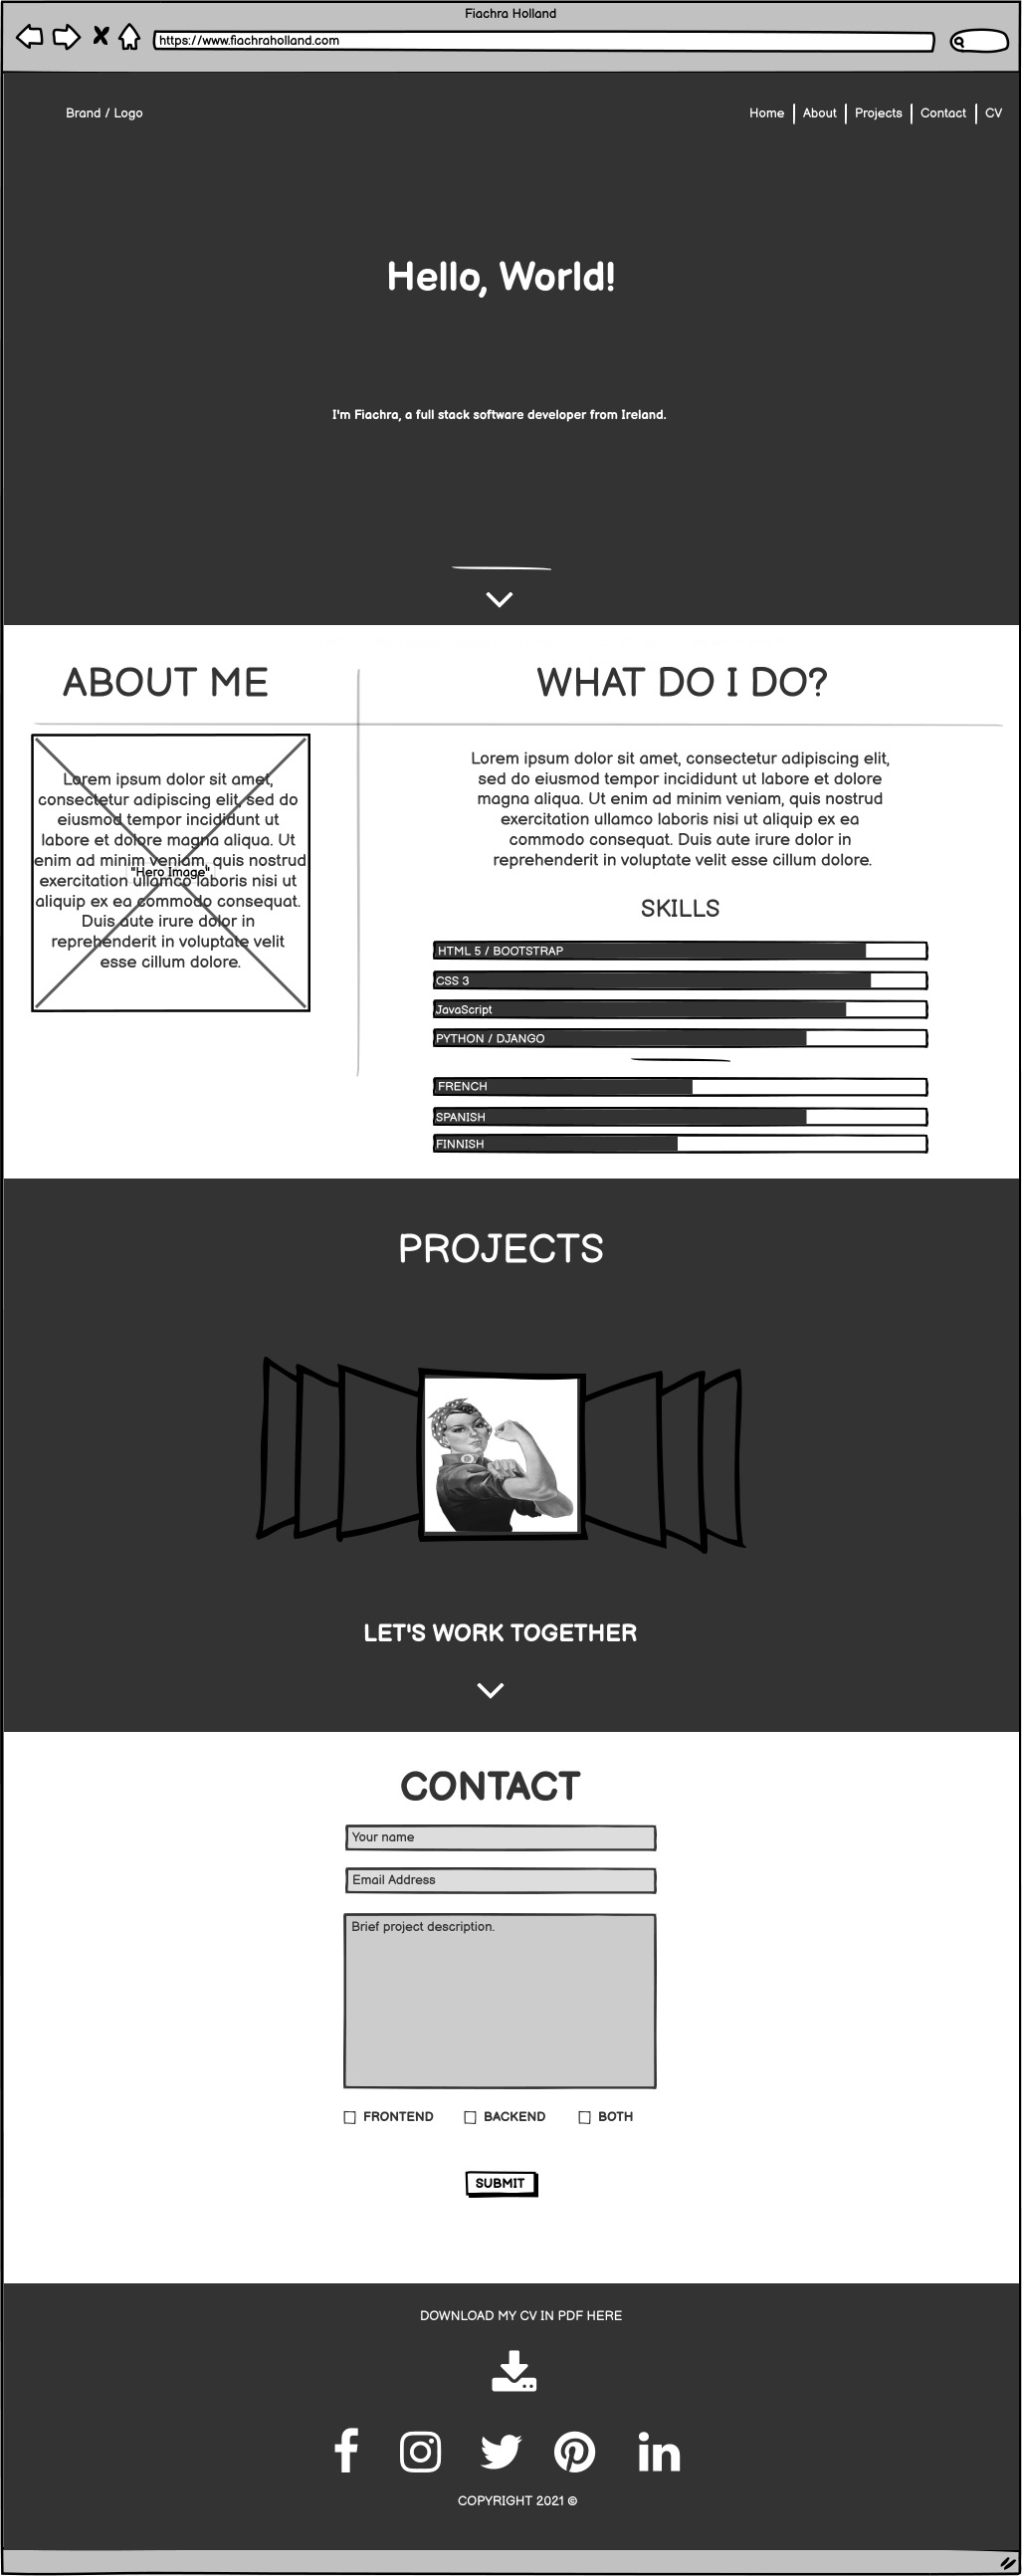 Fiachra Holland
https://www.fiachraholland.com
Brand / Logo
Home About Projects Contact CV
Hello, World!
I'm Fiachra, a full stack software developer from Ireland.
ABOUT ME
Lorem ipsum dolor sit amet,
consectetur adipiscing elit, sed do
eiusmod tempor incididunt ut
labore et dolore magna aliqua. Ut
enim ad minim veniam, quis nostrud
"Hero Image"
exercitation ullamco laboris nisi ut
aliquip ex ea commodo consequat.
Duis aute irure dolor in
reprehenderit in voluptate velit
esse cillum dolore.
WHAT DO I DO?
Lorem ipsum dolor sit amet, consectetur adipiscing elit,
sed do eiusmod tempor incididunt ut labore et dolore
magna aliqua. Ut enim ad minim veniam, quis nostrud
exercitation ullamco laboris nisi ut aliquip ex ea
commodo consequat. Duis aute irure dolor in
reprehenderit in voluptate velit esse cillum dolore.
SKILLS
HTML 5 / BOOTSTRAP
CSS 3
JavaScript
PYTHON / DJANGO
FRENCH
SPANISH
FINNISH
PROJECTS
LET'S WORK TOGETHER
CONTACT
Your name
Email Address
Brief project description.
FRONTEND BACKEND BOTH
SUBMIT
DOWNLOAD MY CV IN PDF HERE
COPYRIGHT 2021 ©